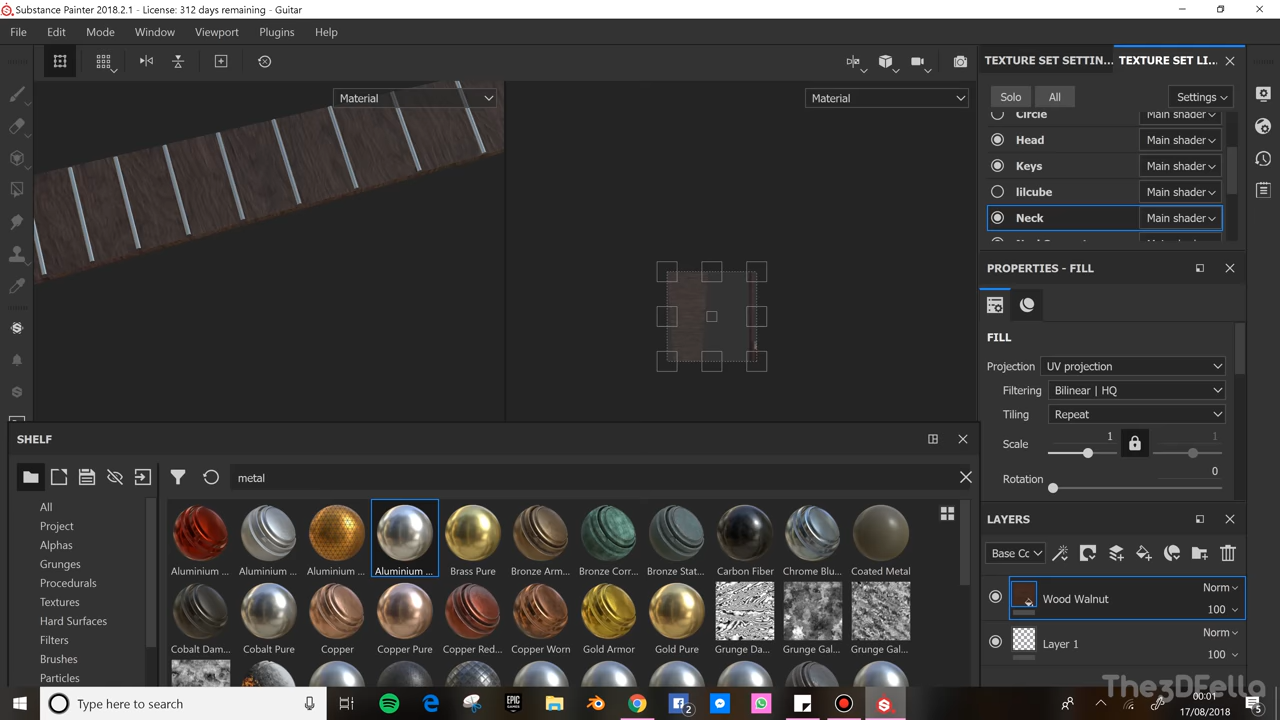 Substance Painter 2018.2.1 - License: 312 days remaining - Guitar
File Edit Mode Window Viewport Plugins Help
Material
Material
TEXTURE SET SETTIN... TEXTURE SET LI...
Solo All Settings
Circle Main shader
Head Main shader
Keys Main shader
lilcube Main shader
Neck Main shader
PROPERTIES - FILL
FILL
Projection UV projection
Filtering Bilinear | HQ
Tiling Repeat
Scale 1 1
Rotation 0
LAYERS
Base Cc
Wood Walnut Norm 100
Layer 1 Norm 100
SHELF
metal
All
Project
Alphas
Grunges
Procedurals
Textures
Hard Surfaces
Filters
Brushes
Particles
Aluminium ... Aluminium ... Aluminium ... Aluminium ... Brass Pure Bronze Arm... Bronze Corr... Bronze Stat... Carbon Fiber Chrome Blu... Coated Metal
Cobalt Dam... Cobalt Pure Copper Copper Pure Copper Red... Copper Worn Gold Armor Gold Pure Grunge Da... Grunge Gal... Grunge Gal...
The3DFella
Type here to search
EPIC GAMES
2
00:01
17/08/2018
5